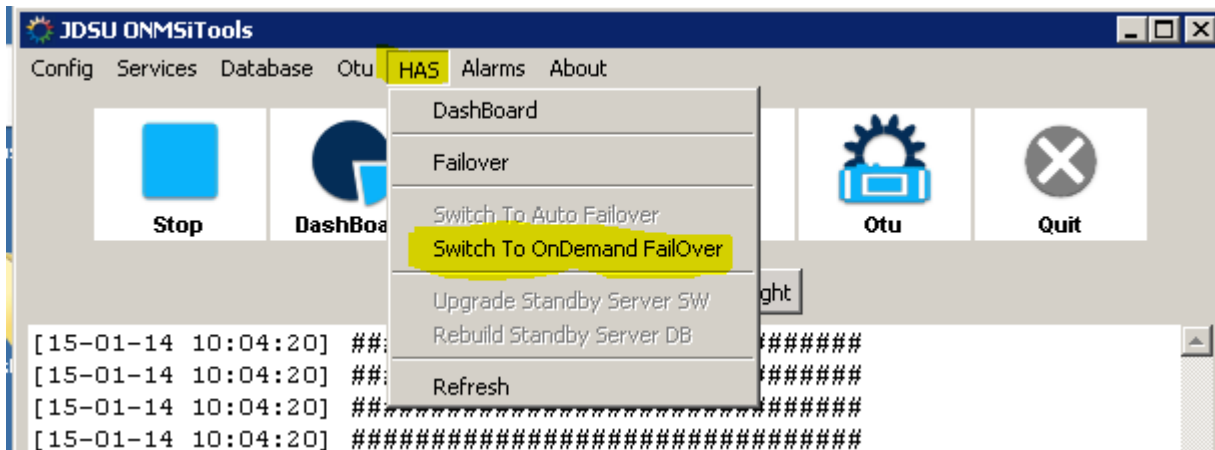 JDSU ONMSiTools
Config Services Database Otu HAS Alarms About
DashBoard
Failover
Switch To Auto Failover
Switch To OnDemand FailOver
Upgrade Standby Server SW
Rebuild Standby Server DB
Refresh
Stop DashBoa Otu Quit
ght
[15-01-14 10:04:20] ################################
[15-01-14 10:04:20] ################################
[15-01-14 10:04:20] ################################
[15-01-14 10:04:20] ################################